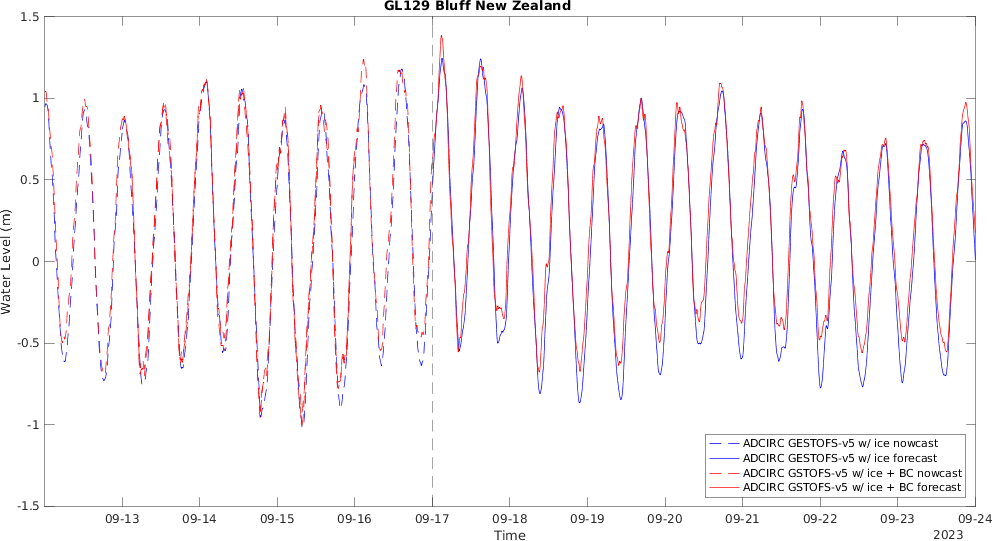 GL129 Bluff New Zealand
1.5
1
0.5
0
-0.5
-1
-1.5
Water Level (m)
ADCIRC GESTOFS-v5 w/ ice nowcast
ADCIRC GESTOFS-v5 w/ ice forecast
ADCIRC GSTOFS-v5 w/ ice + BC nowcast
ADCIRC GSTOFS-v5 w/ ice + BC forecast
09-13 09-14 09-15 09-16 09-17 09-18 09-19 09-20 09-21 09-22 09-23 09-24
Time
2023